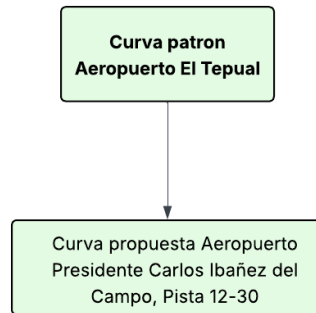 Curva patron
Aeropuerto El Tepual
Curva propuesta Aeropuerto
Presidente Carlos Ibañez del
Campo, Pista 12-30